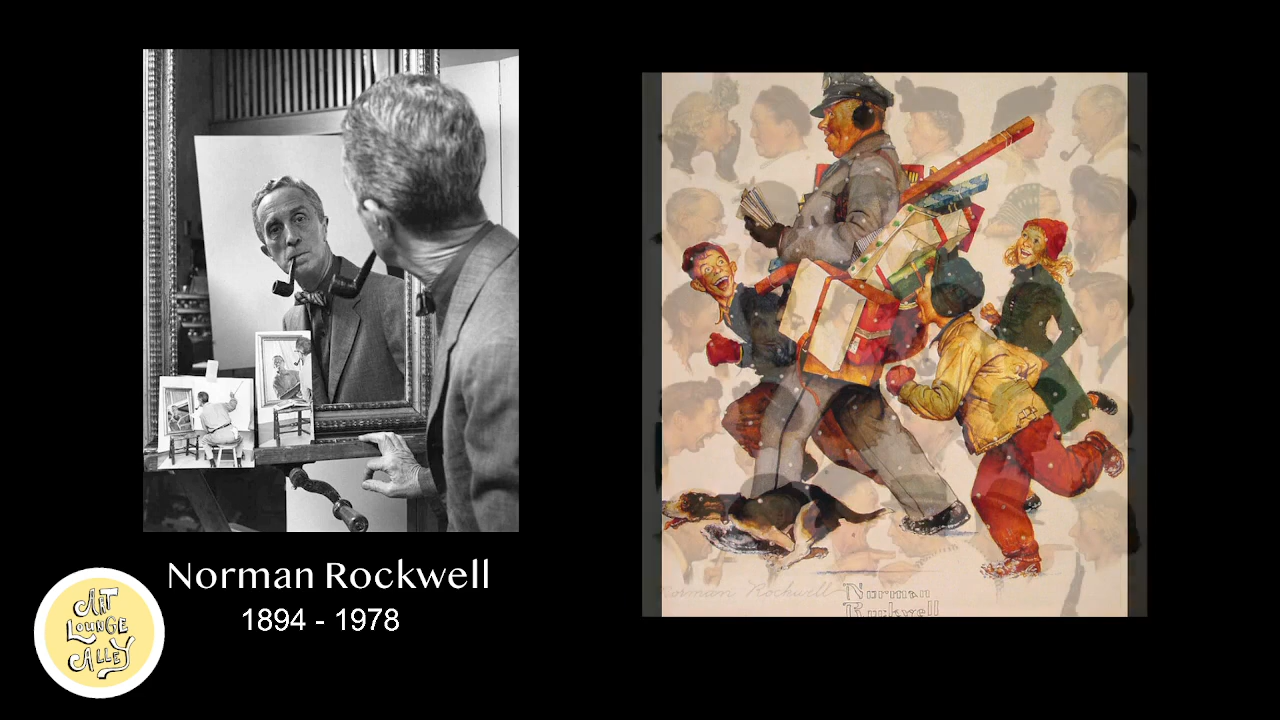 Norman Rockwell
1894 - 1978
ART
LOUNGE
ALLEY
Norman Rockwell
Norman
Rockwell